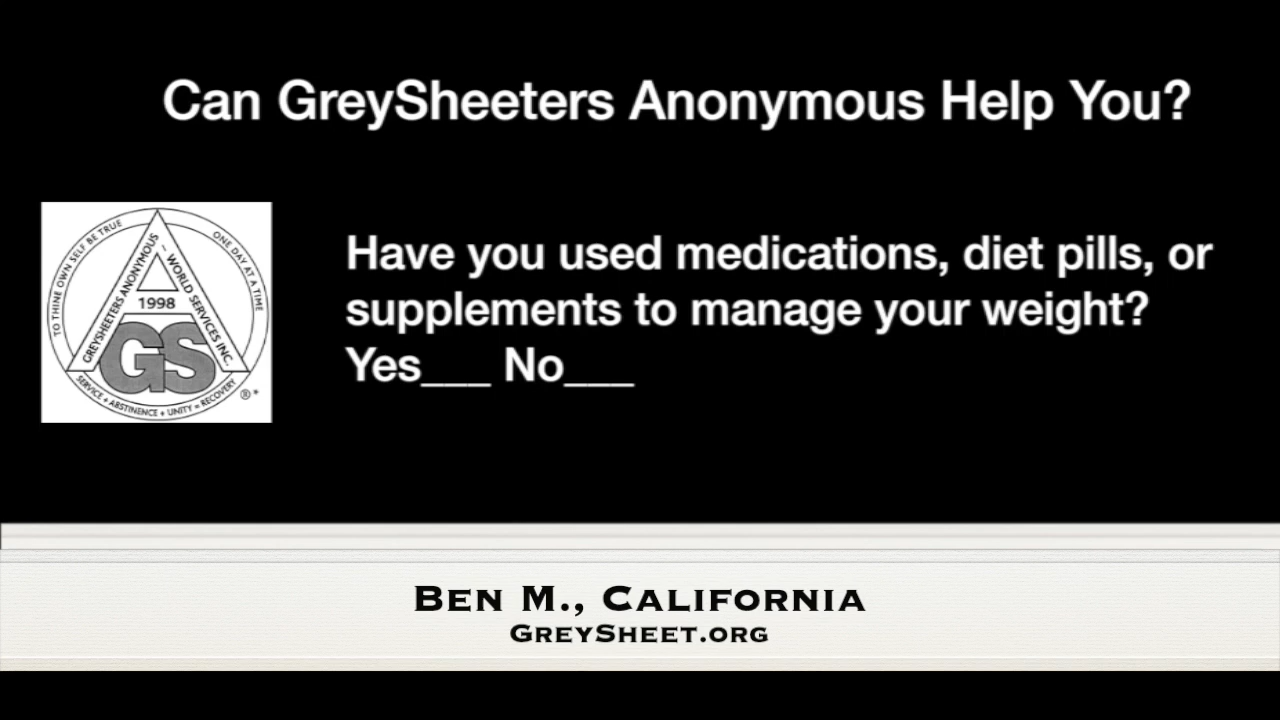 Can GreySheeters Anonymous Help You?
TO THINE OWN SELF BE TRUE
ONE DAY AT A TIME
GREYSHEETERS ANONYMOUS – WORLD SERVICES INC.
1998
GS
SERVICE + ABSTINENCE + UNITY = RECOVERY
®*
Have you used medications, diet pills, or
supplements to manage your weight?
Yes___ No___
BEN M., CALIFORNIA
GREYSHEET.ORG